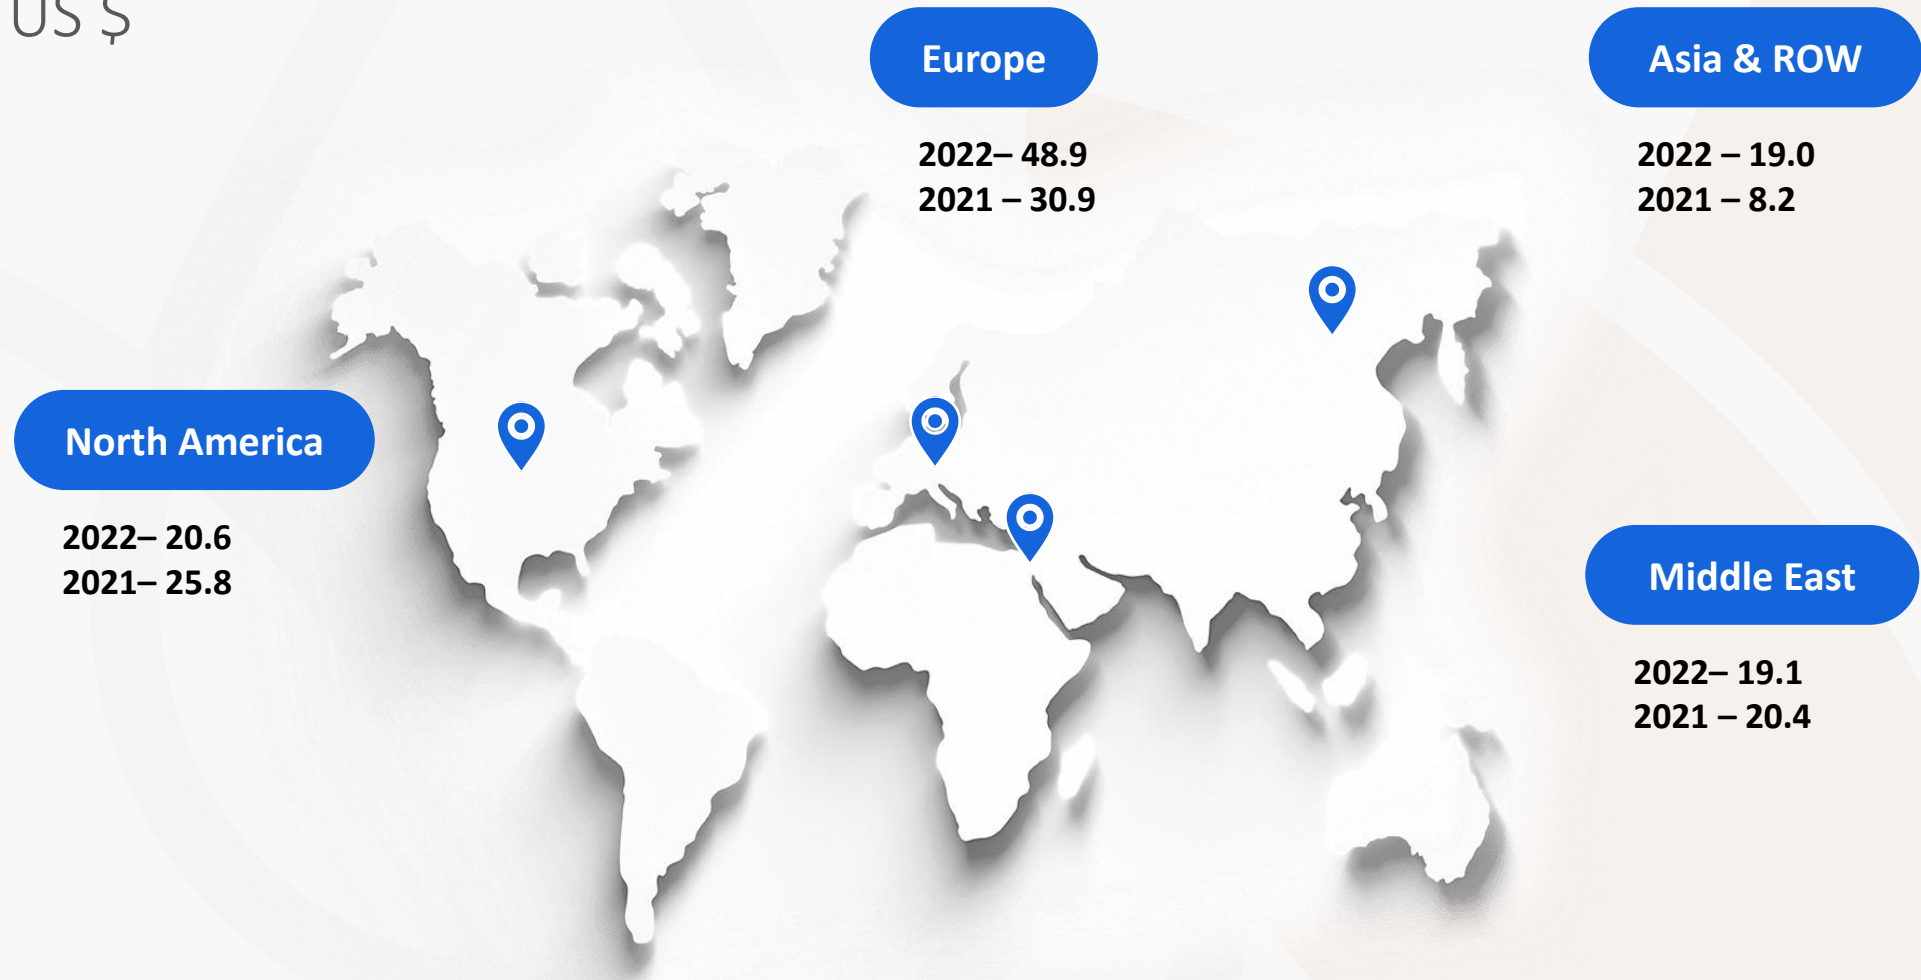 US $
Europe
2022– 48.9
2021 – 30.9
Asia & ROW
2022 – 19.0
2021 – 8.2
North America
2022– 20.6
2021– 25.8
Middle East
2022– 19.1
2021 – 20.4